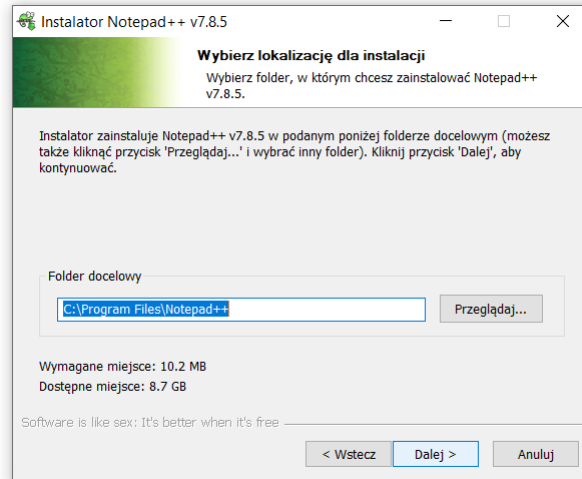 Instalator Notepad++ v7.8.5
Wybierz lokalizację dla instalacji
Wybierz folder, w którym chcesz zainstalować Notepad++
v7.8.5.
Instalator zainstaluje Notepad++ v7.8.5 w podanym poniżej folderze docelowym (możesz
także kliknąć przycisk 'Przeglądaj...' i wybrać inny folder). Kliknij przycisk 'Dalej', aby
kontynuować.
Folder docelowy
C:\Program Files\Notepad++
Przeglądaj...
Wymagane miejsce: 10.2 MB
Dostępne miejsce: 8.7 GB
Software is like sex: It's better when it's free
< Wstecz
Dalej >
Anuluj